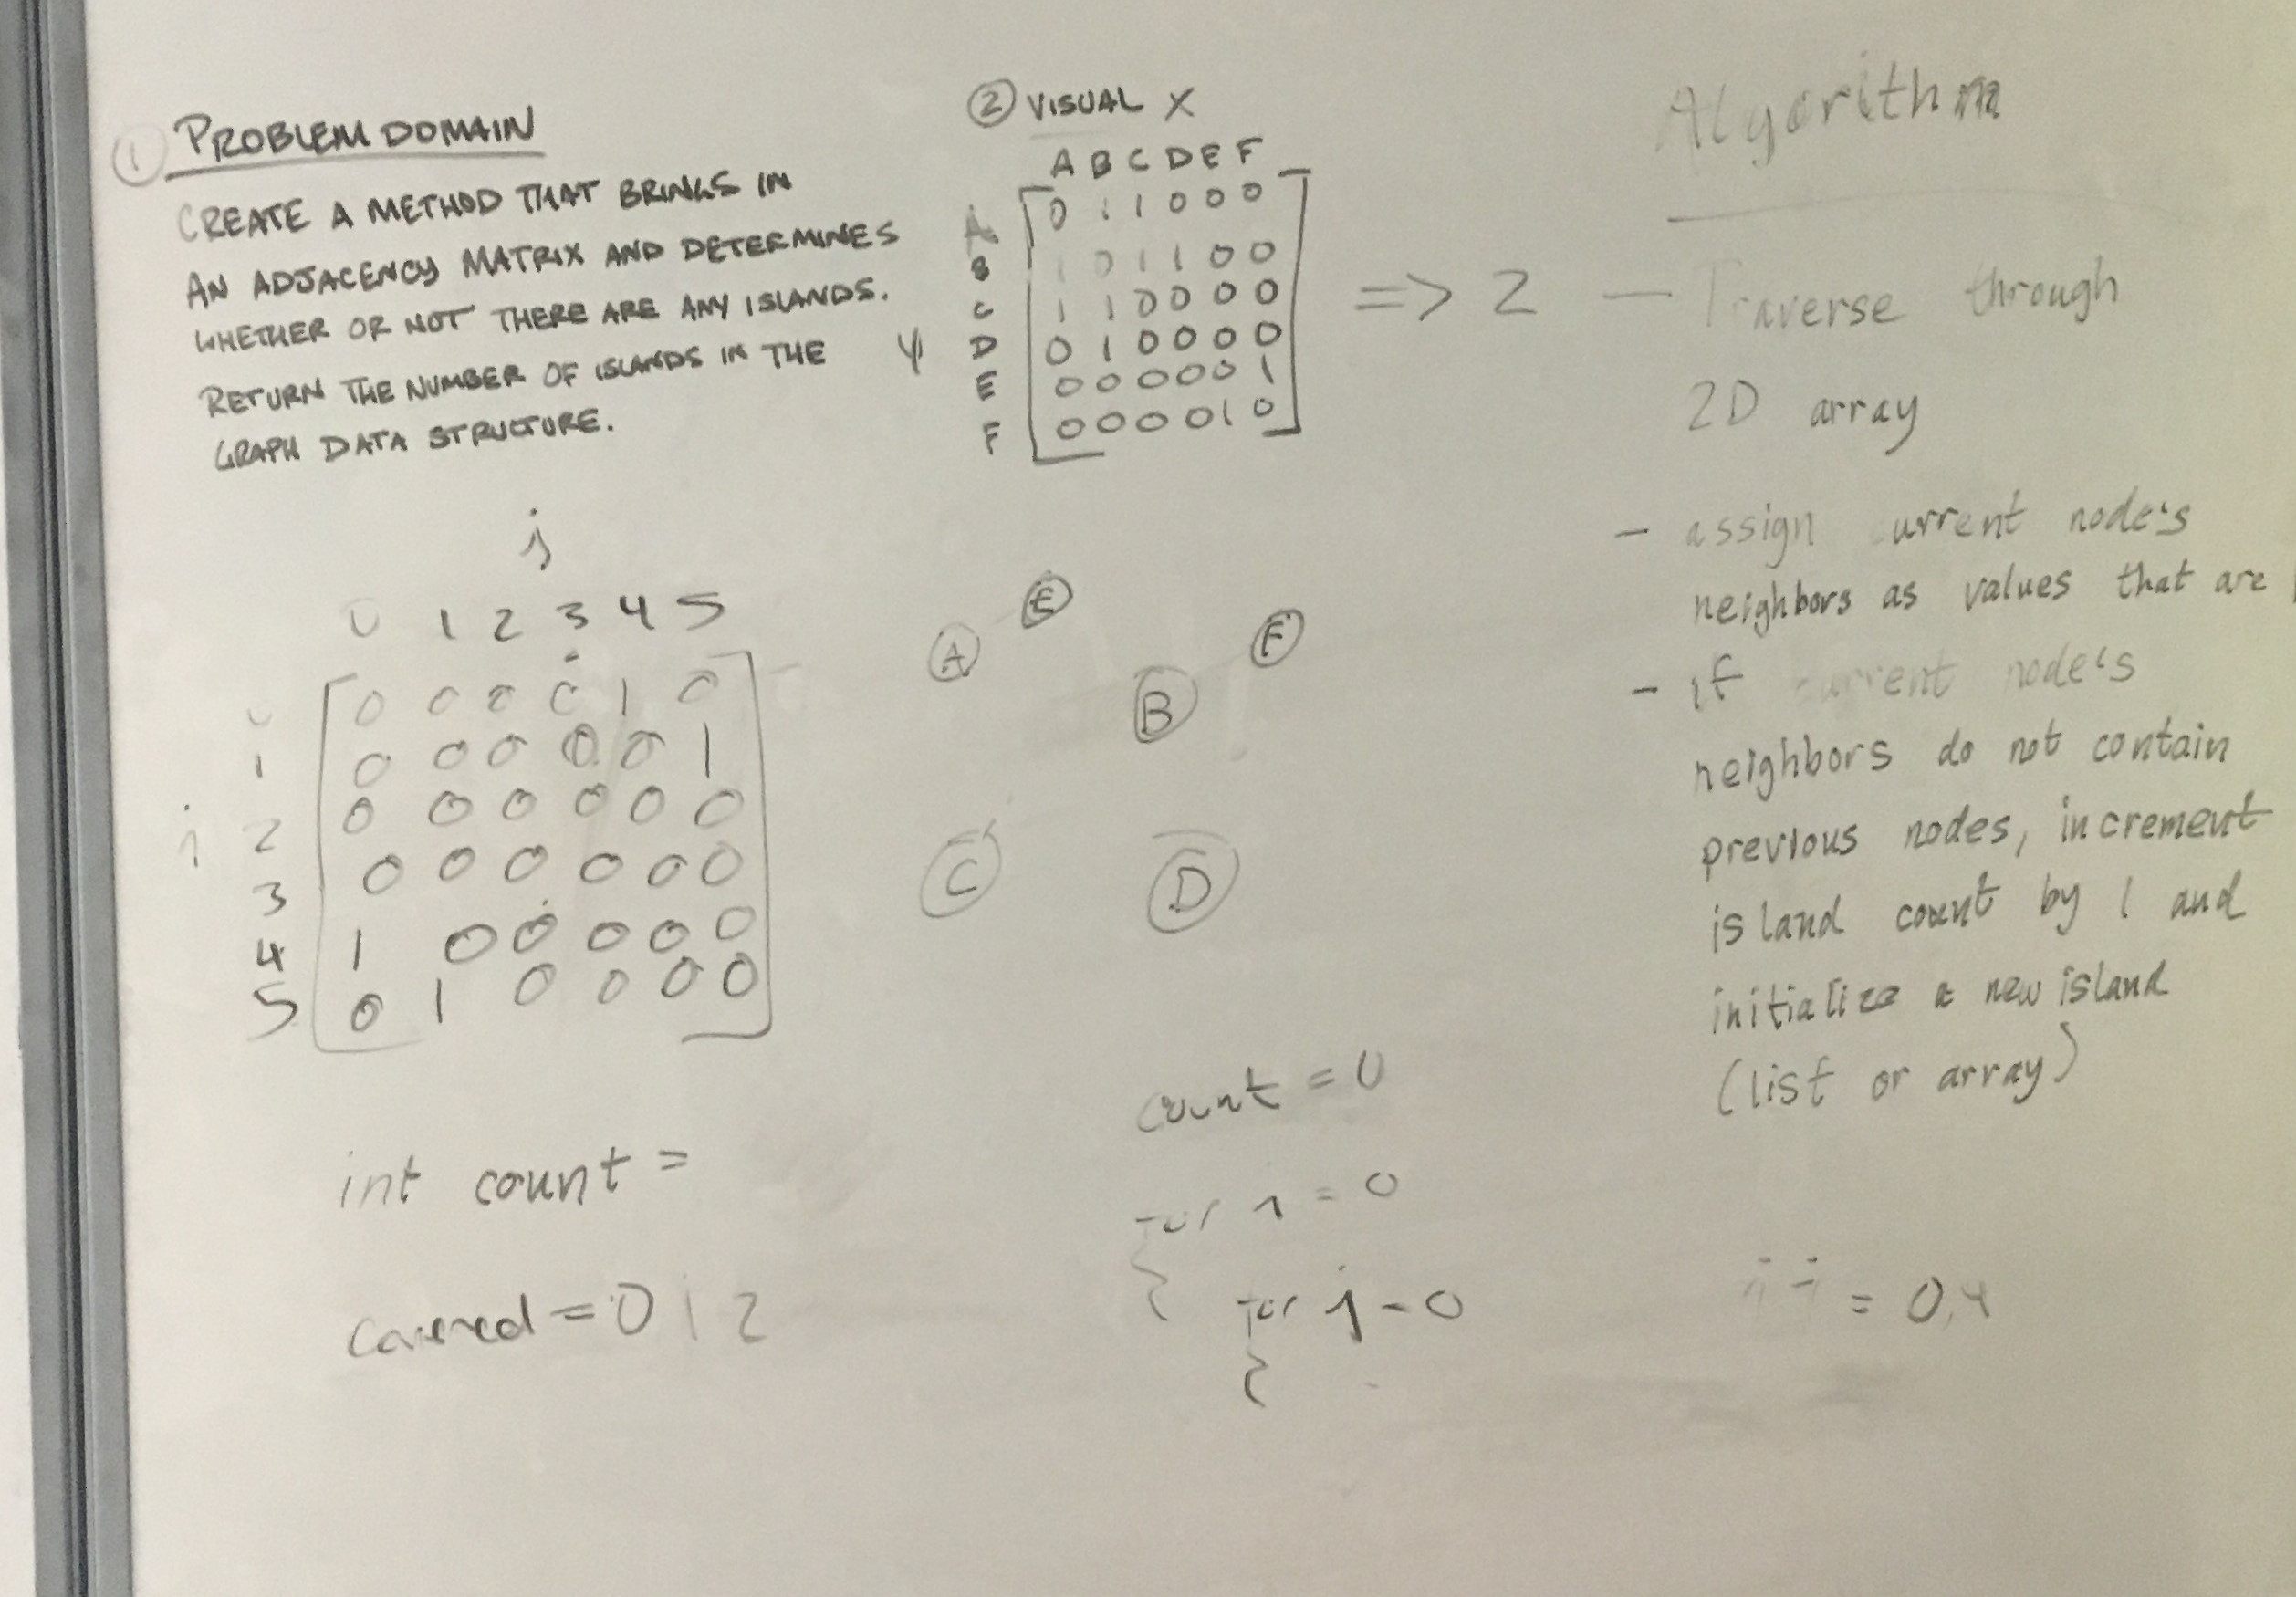 ① PROBLEM DOMAIN
CREATE A METHOD THAT BRINGS IN
AN ADJACENCY MATRIX AND DETERMINES
WHETHER OR NOT THERE ARE ANY ISLANDS.
RETURN THE NUMBER OF ISLANDS IN THE
GRAPH DATA STRUCTURE.
② VISUAL X
A B C D E F
A 0 1 1 0 0 0
B 1 0 1 1 0 0
C 1 1 0 0 0 0
Y D 0 1 0 0 0 0
E 0 0 0 0 0 1
F 0 0 0 0 1 0
=> 2
j
0 1 2 3 4 5
0 0 0 0 0 1 0
1 0 0 0 0 0 1
i 2 0 0 0 0 0 0
3 0 0 0 0 0 0
4 1 0 0 0 0 0
5 0 1 0 0 0 0
A E
B F
C D
int count =
covered = 0 1 2
count = 0
for i = 0
{
for j = 0
{
Algorithm
- Traverse through
2D array
- assign current node's
neighbors as values that are 1
- if current node's
neighbors do not contain
previous nodes, increment
island count by 1 and
initialize a new island
(list or array)
= 0,4